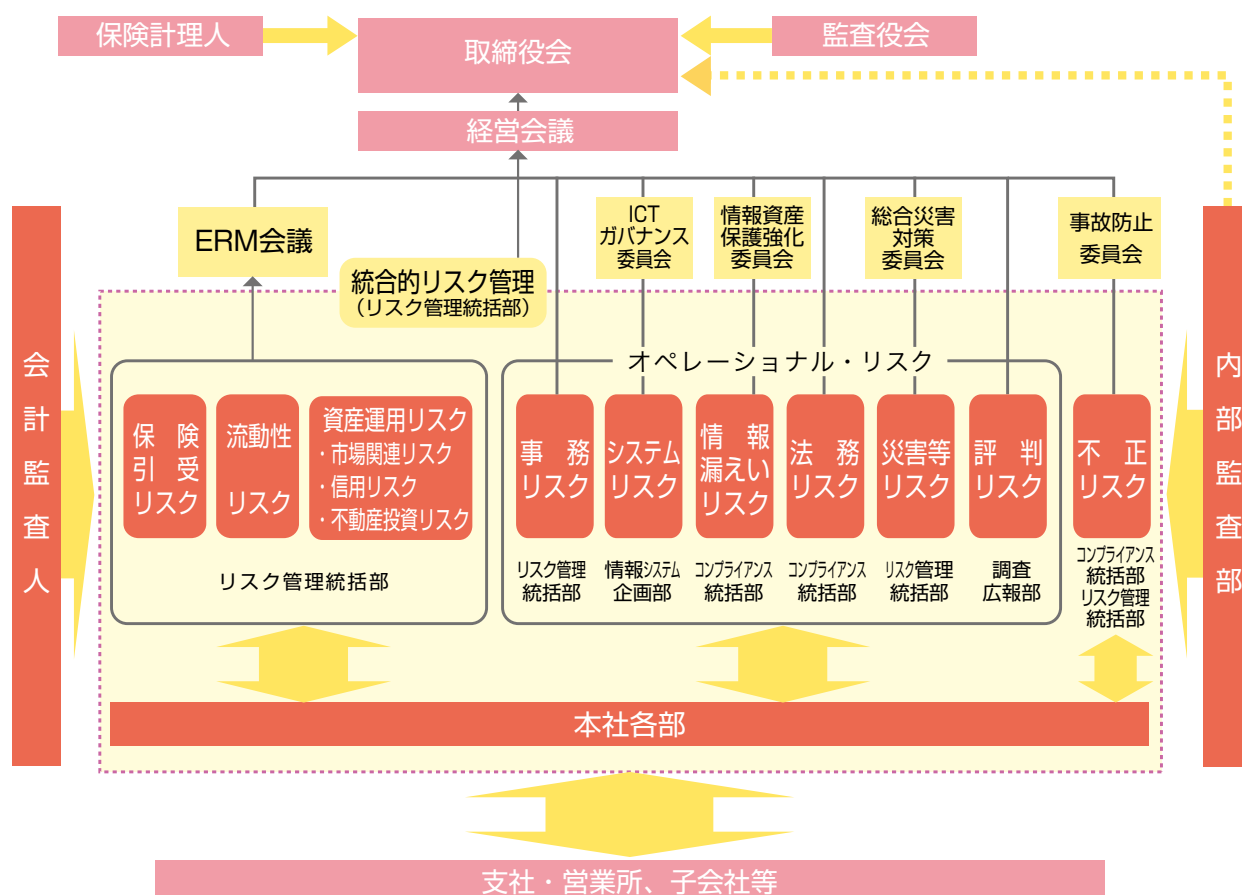 保険計理人
取締役会
監査役会
経営会議
ERM会議
統合的リスク管理
(リスク管理統括部)
ICT
ガバナンス
委員会
情報資産
保護強化
委員会
総合災害
対策
委員会
事故防止
委員会
会計監査人
内部監査部
保険
引受
リスク
流動性
リスク
資産運用リスク
・市場関連リスク
・信用リスク
・不動産投資リスク
リスク管理統括部
オペレーショナル・リスク
事務
リスク
システム
リスク
情報
漏えい
リスク
法務
リスク
災害等
リスク
評判
リスク
不正
リスク
リスク管理
統括部
情報システム
企画部
コンプライアンス
統括部
コンプライアンス
統括部
リスク管理
統括部
調査
広報部
コンプライアンス
統括部
リスク管理
統括部
本社各部
支社・営業所、子会社等